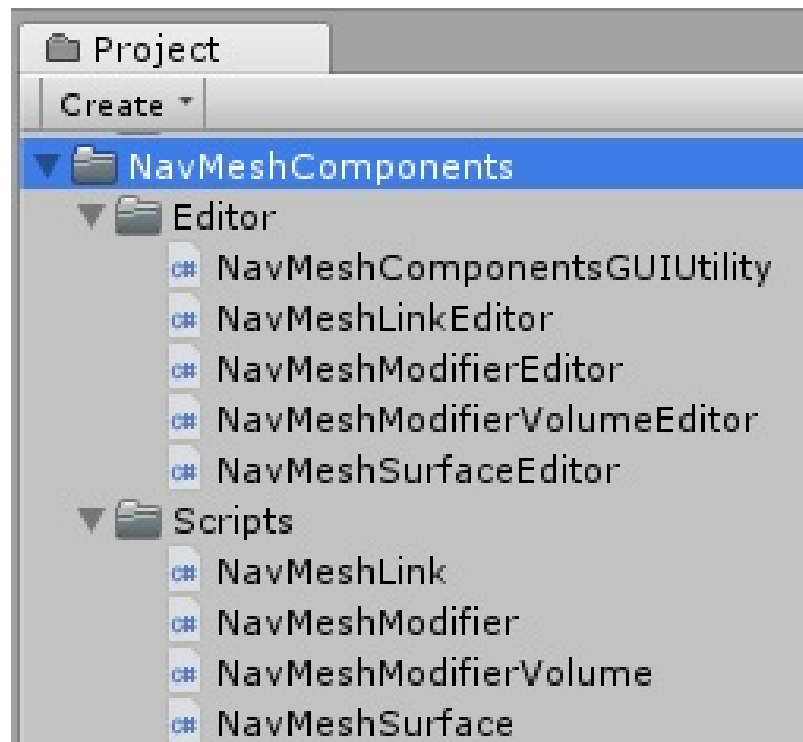 Project
Create
NavMeshComponents
Editor
c# NavMeshComponentsGUIUtility
c# NavMeshLinkEditor
c# NavMeshModifierEditor
c# NavMeshModifierVolumeEditor
c# NavMeshSurfaceEditor
Scripts
c# NavMeshLink
c# NavMeshModifier
c# NavMeshModifierVolume
c# NavMeshSurface